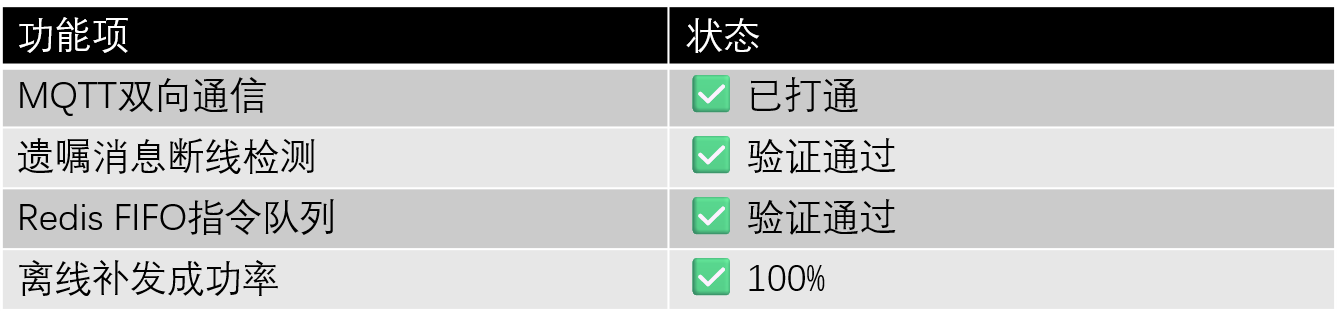 功能项 状态
MQTT双向通信 ✅ 已打通
遗嘱消息断线检测 ✅ 验证通过
Redis FIFO指令队列 ✅ 验证通过
离线补发成功率 ✅ 100%